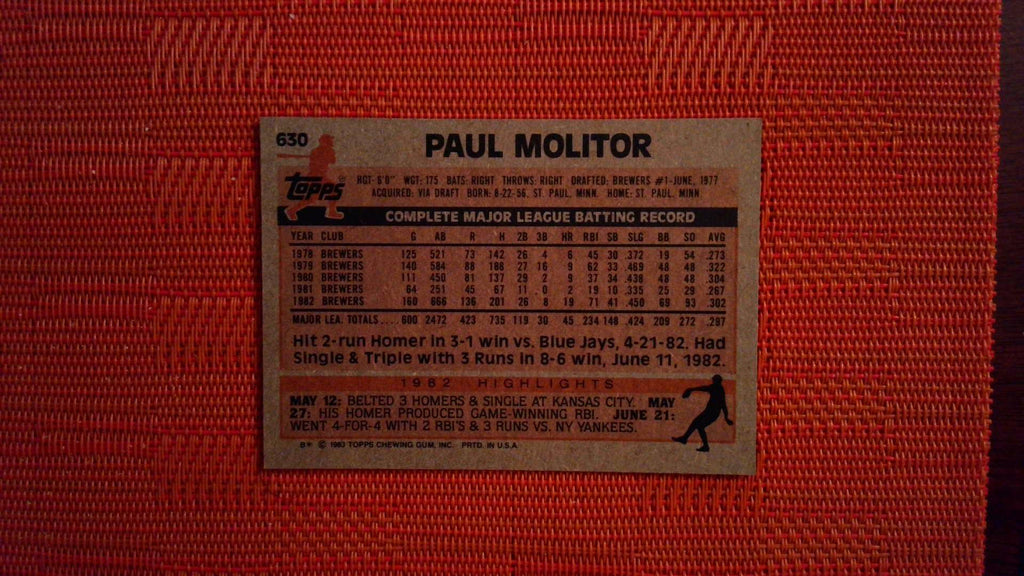 630 PAUL MOLITOR
Topps®
HGT: 6'0" WGT: 175 BATS: RIGHT THROWS: RIGHT DRAFTED: BREWERS #1-JUNE, 1977
ACQUIRED: VIA DRAFT BORN: 8-22-56, ST. PAUL, MINN. HOME: ST. PAUL, MINN
COMPLETE MAJOR LEAGUE BATTING RECORD
YEAR CLUB G AB R H 2B 3B HR RBI SB SLG BB SO AVG
1978 BREWERS 125 521 73 142 26 4 6 45 30 .372 19 54 .273
1979 BREWERS 140 584 88 188 27 16 9 62 33 .469 48 48 .322
1980 BREWERS 111 450 81 137 29 2 9 37 34 .438 48 48 .304
1981 BREWERS 64 251 45 67 11 0 2 19 10 .335 25 29 .267
1982 BREWERS 160 666 136 201 26 8 19 71 41 .450 69 93 .302
MAJOR LEA. TOTALS.... 600 2472 423 735 119 30 45 234 148 .424 209 272 .297
Hit 2-run Homer in 3-1 win vs. Blue Jays, 4-21-82. Had
Single & Triple with 3 Runs in 8-6 win, June 11, 1982.
1982 HIGHLIGHTS
MAY 12: BELTED 3 HOMERS & SINGLE AT KANSAS CITY. MAY
27: HIS HOMER PRODUCED GAME-WINNING RBI. JUNE 21:
WENT 4-FOR-4 WITH 2 RBI'S & 3 RUNS VS. NY YANKEES.
B* © 1983 TOPPS CHEWING GUM, INC. PRTD. IN U.S.A